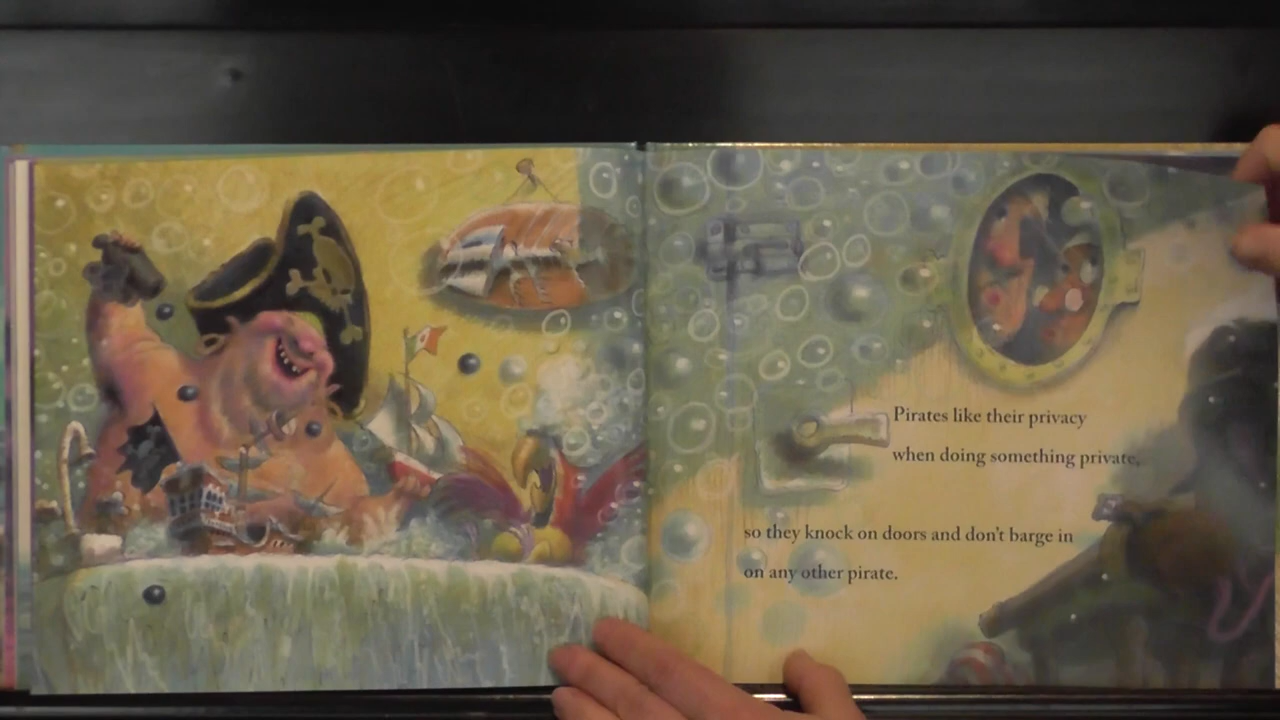 Pirates like their privacy
when doing something private,
so they knock on doors and don't barge in
on any other pirate.